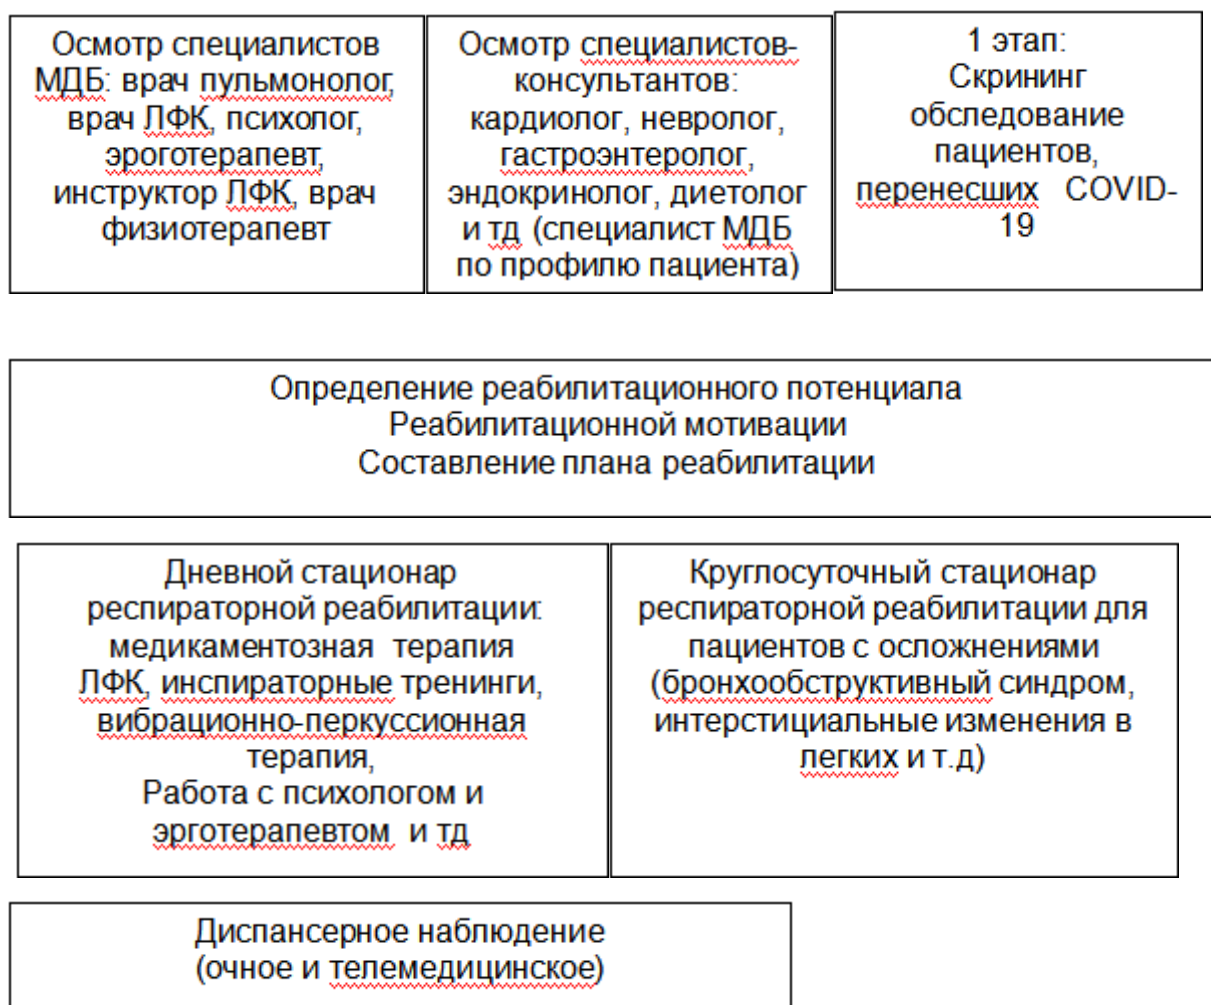 Осмотр специалистов
МДБ: врач пульмонолог,
врач ЛФК, психолог,
эроготерапевт,
инструктор ЛФК, врач
физиотерапевт
Осмотр специалистов-
консультантов:
кардиолог, невролог,
гастроэнтеролог,
эндокринолог, диетолог
и тд (специалист МДБ
по профилю пациента)
1 этап:
Скрининг
обследование
пациентов,
перенесших COVID-
19
Определение реабилитационного потенциала
Реабилитационной мотивации
Составление плана реабилитации
Дневной стационар
респираторной реабилитации:
медикаментозная терапия
ЛФК, инспираторные тренинги,
вибрационно-перкуссионная
терапия,
Работа с психологом и
эрготерапевтом и тд
Круглосуточный стационар
респираторной реабилитации для
пациентов с осложнениями
(бронхообструктивный синдром,
интерстициальные изменения в
легких и т.д)
Диспансерное наблюдение
(очное и телемедицинское)